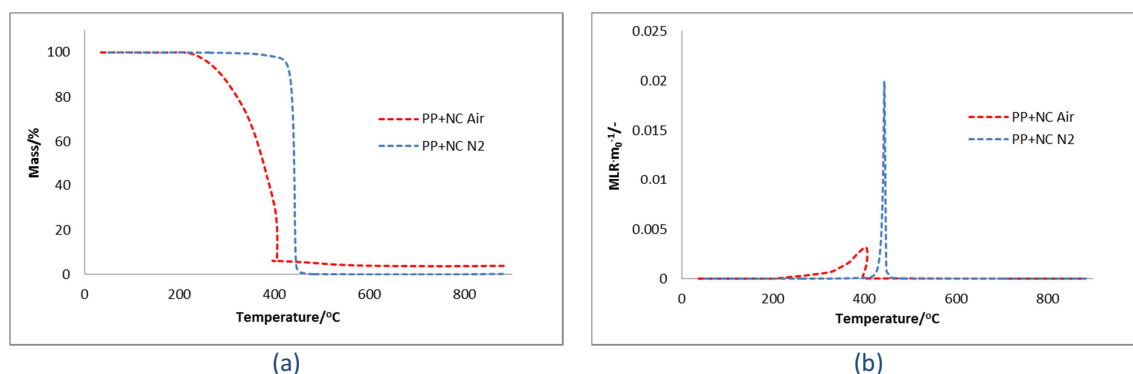 100
80
60
40
20
0
Mass/%
0 200 400 600 800
Temperature/°C
PP+NC Air
PP+NC N2
(a)
0.025
0.02
0.015
0.01
0.005
0
MLR·m₀⁻¹/-
0 200 400 600 800
Temperature/°C
PP+NC Air
PP+NC N2
(b)